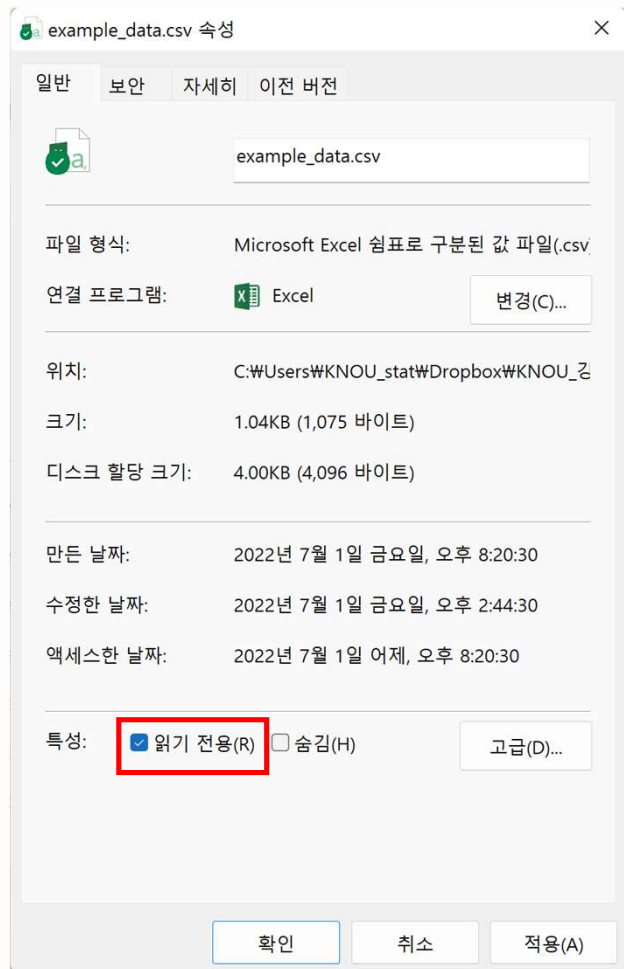 example_data.csv 속성
일반 보안 자세히 이전 버전
a,
example_data.csv
파일 형식: Microsoft Excel 쉼표로 구분된 값 파일(.csv)
연결 프로그램: Excel 변경(C)...
위치: C:₩Users₩KNOU_stat₩Dropbox₩KNOU_강
크기: 1.04KB (1,075 바이트)
디스크 할당 크기: 4.00KB (4,096 바이트)
만든 날짜: 2022년 7월 1일 금요일, 오후 8:20:30
수정한 날짜: 2022년 7월 1일 금요일, 오후 2:44:30
액세스한 날짜: 2022년 7월 1일 어제, 오후 8:20:30
특성: 읽기 전용(R) 숨김(H) 고급(D)...
확인 취소 적용(A)